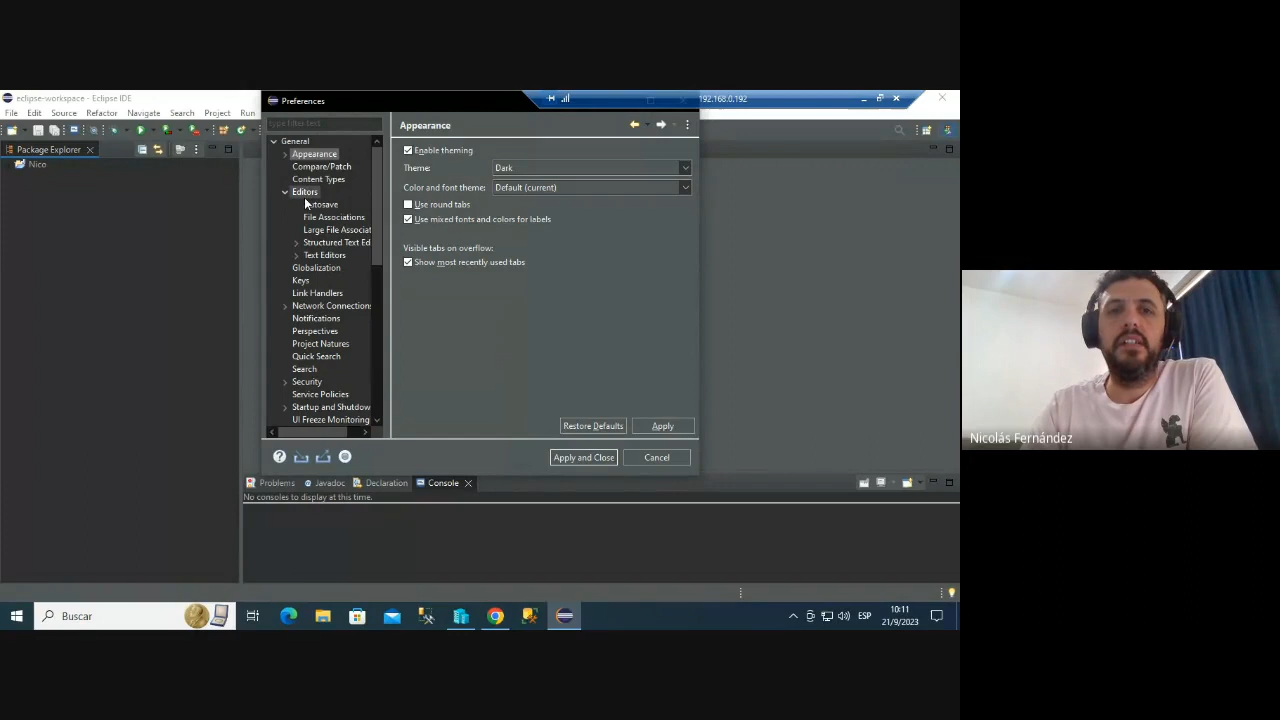 eclipse-workspace - Eclipse IDE
File Edit Source Refactor Navigate Search Project Run
Package Explorer
Nico
Preferences
192.168.0.192
type filter text
General
Appearance
Compare/Patch
Content Types
Editors
Autosave
File Associations
Large File Associat
Structured Text Ed
Text Editors
Globalization
Keys
Link Handlers
Network Connections
Notifications
Perspectives
Project Natures
Quick Search
Search
Security
Service Policies
Startup and Shutdow
UI Freeze Monitoring
Appearance
Enable theming
Theme: Dark
Color and font theme: Default (current)
Use round tabs
Use mixed fonts and colors for labels
Visible tabs on overflow:
Show most recently used tabs
Restore Defaults Apply
Apply and Close Cancel
Problems Javadoc Declaration Console
No consoles to display at this time.
Nicolás Fernández
Buscar
ESP
10:11
21/9/2023